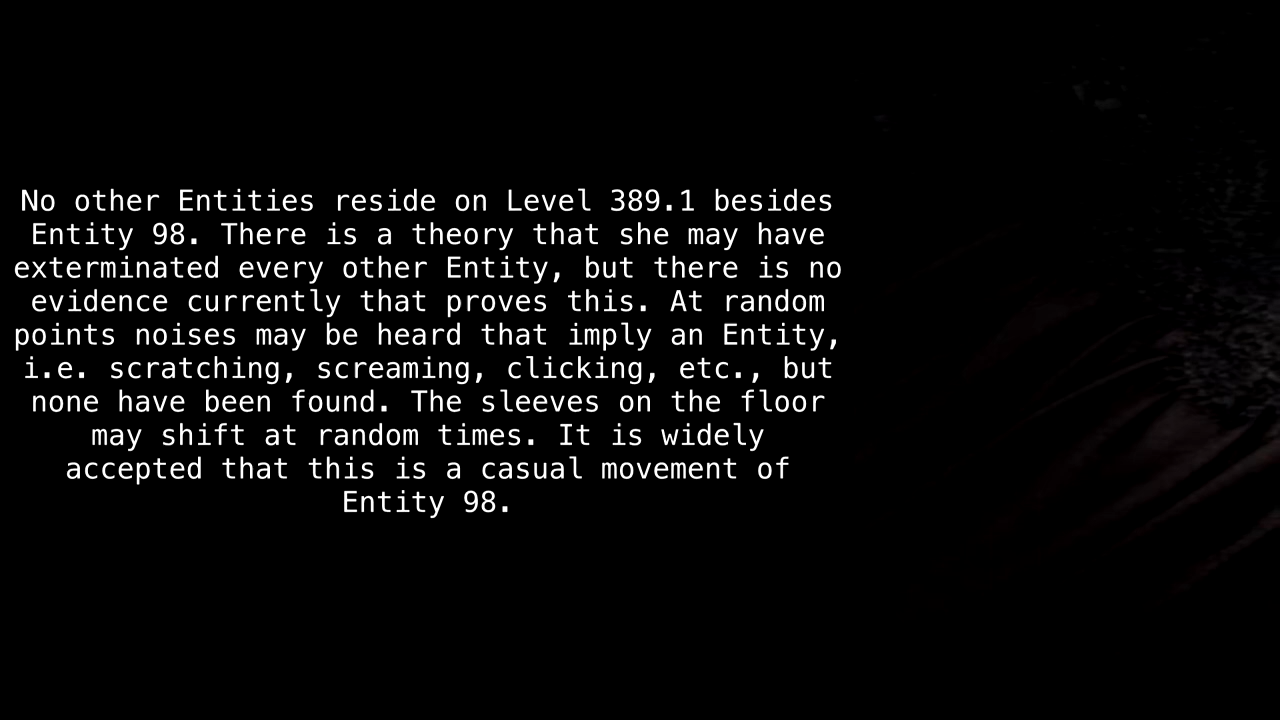 No other Entities reside on Level 389.1 besides
Entity 98. There is a theory that she may have
exterminated every other Entity, but there is no
evidence currently that proves this. At random
points noises may be heard that imply an Entity,
i.e. scratching, screaming, clicking, etc., but
none have been found. The sleeves on the floor
may shift at random times. It is widely
accepted that this is a casual movement of
Entity 98.